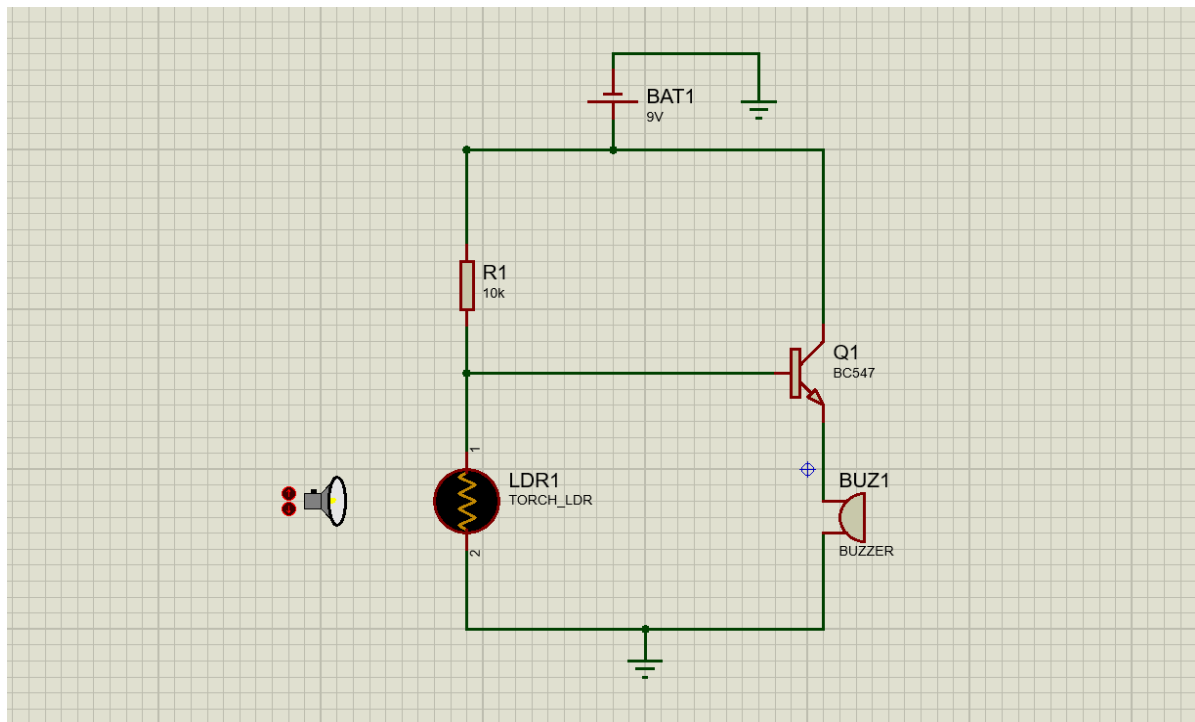 BAT1
9V
R1
10k
Q1
BC547
1
LDR1
TORCH_LDR
2
BUZ1
BUZZER